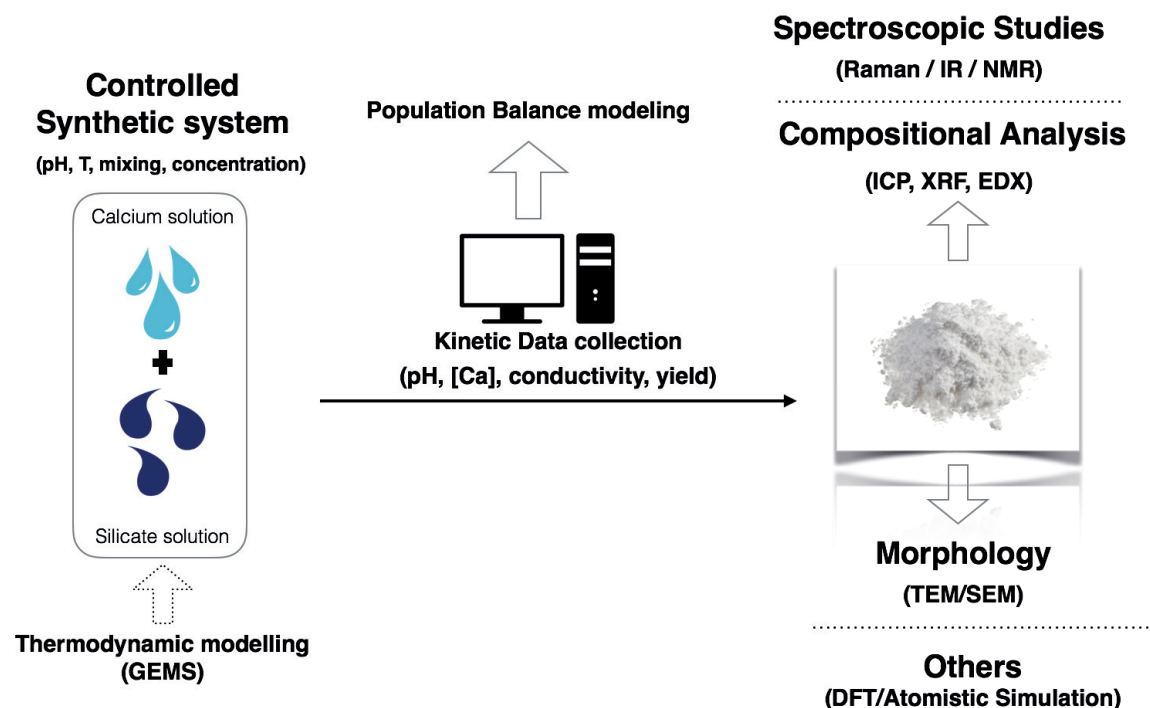 Controlled
Synthetic system
(pH, T, mixing, concentration)
Calcium solution
Silicate solution
Thermodynamic modelling
(GEMS)
Population Balance modeling
Kinetic Data collection
(pH, [Ca], conductivity, yield)
Spectroscopic Studies
(Raman / IR / NMR)
Compositional Analysis
(ICP, XRF, EDX)
Morphology
(TEM/SEM)
Others
(DFT/Atomistic Simulation)